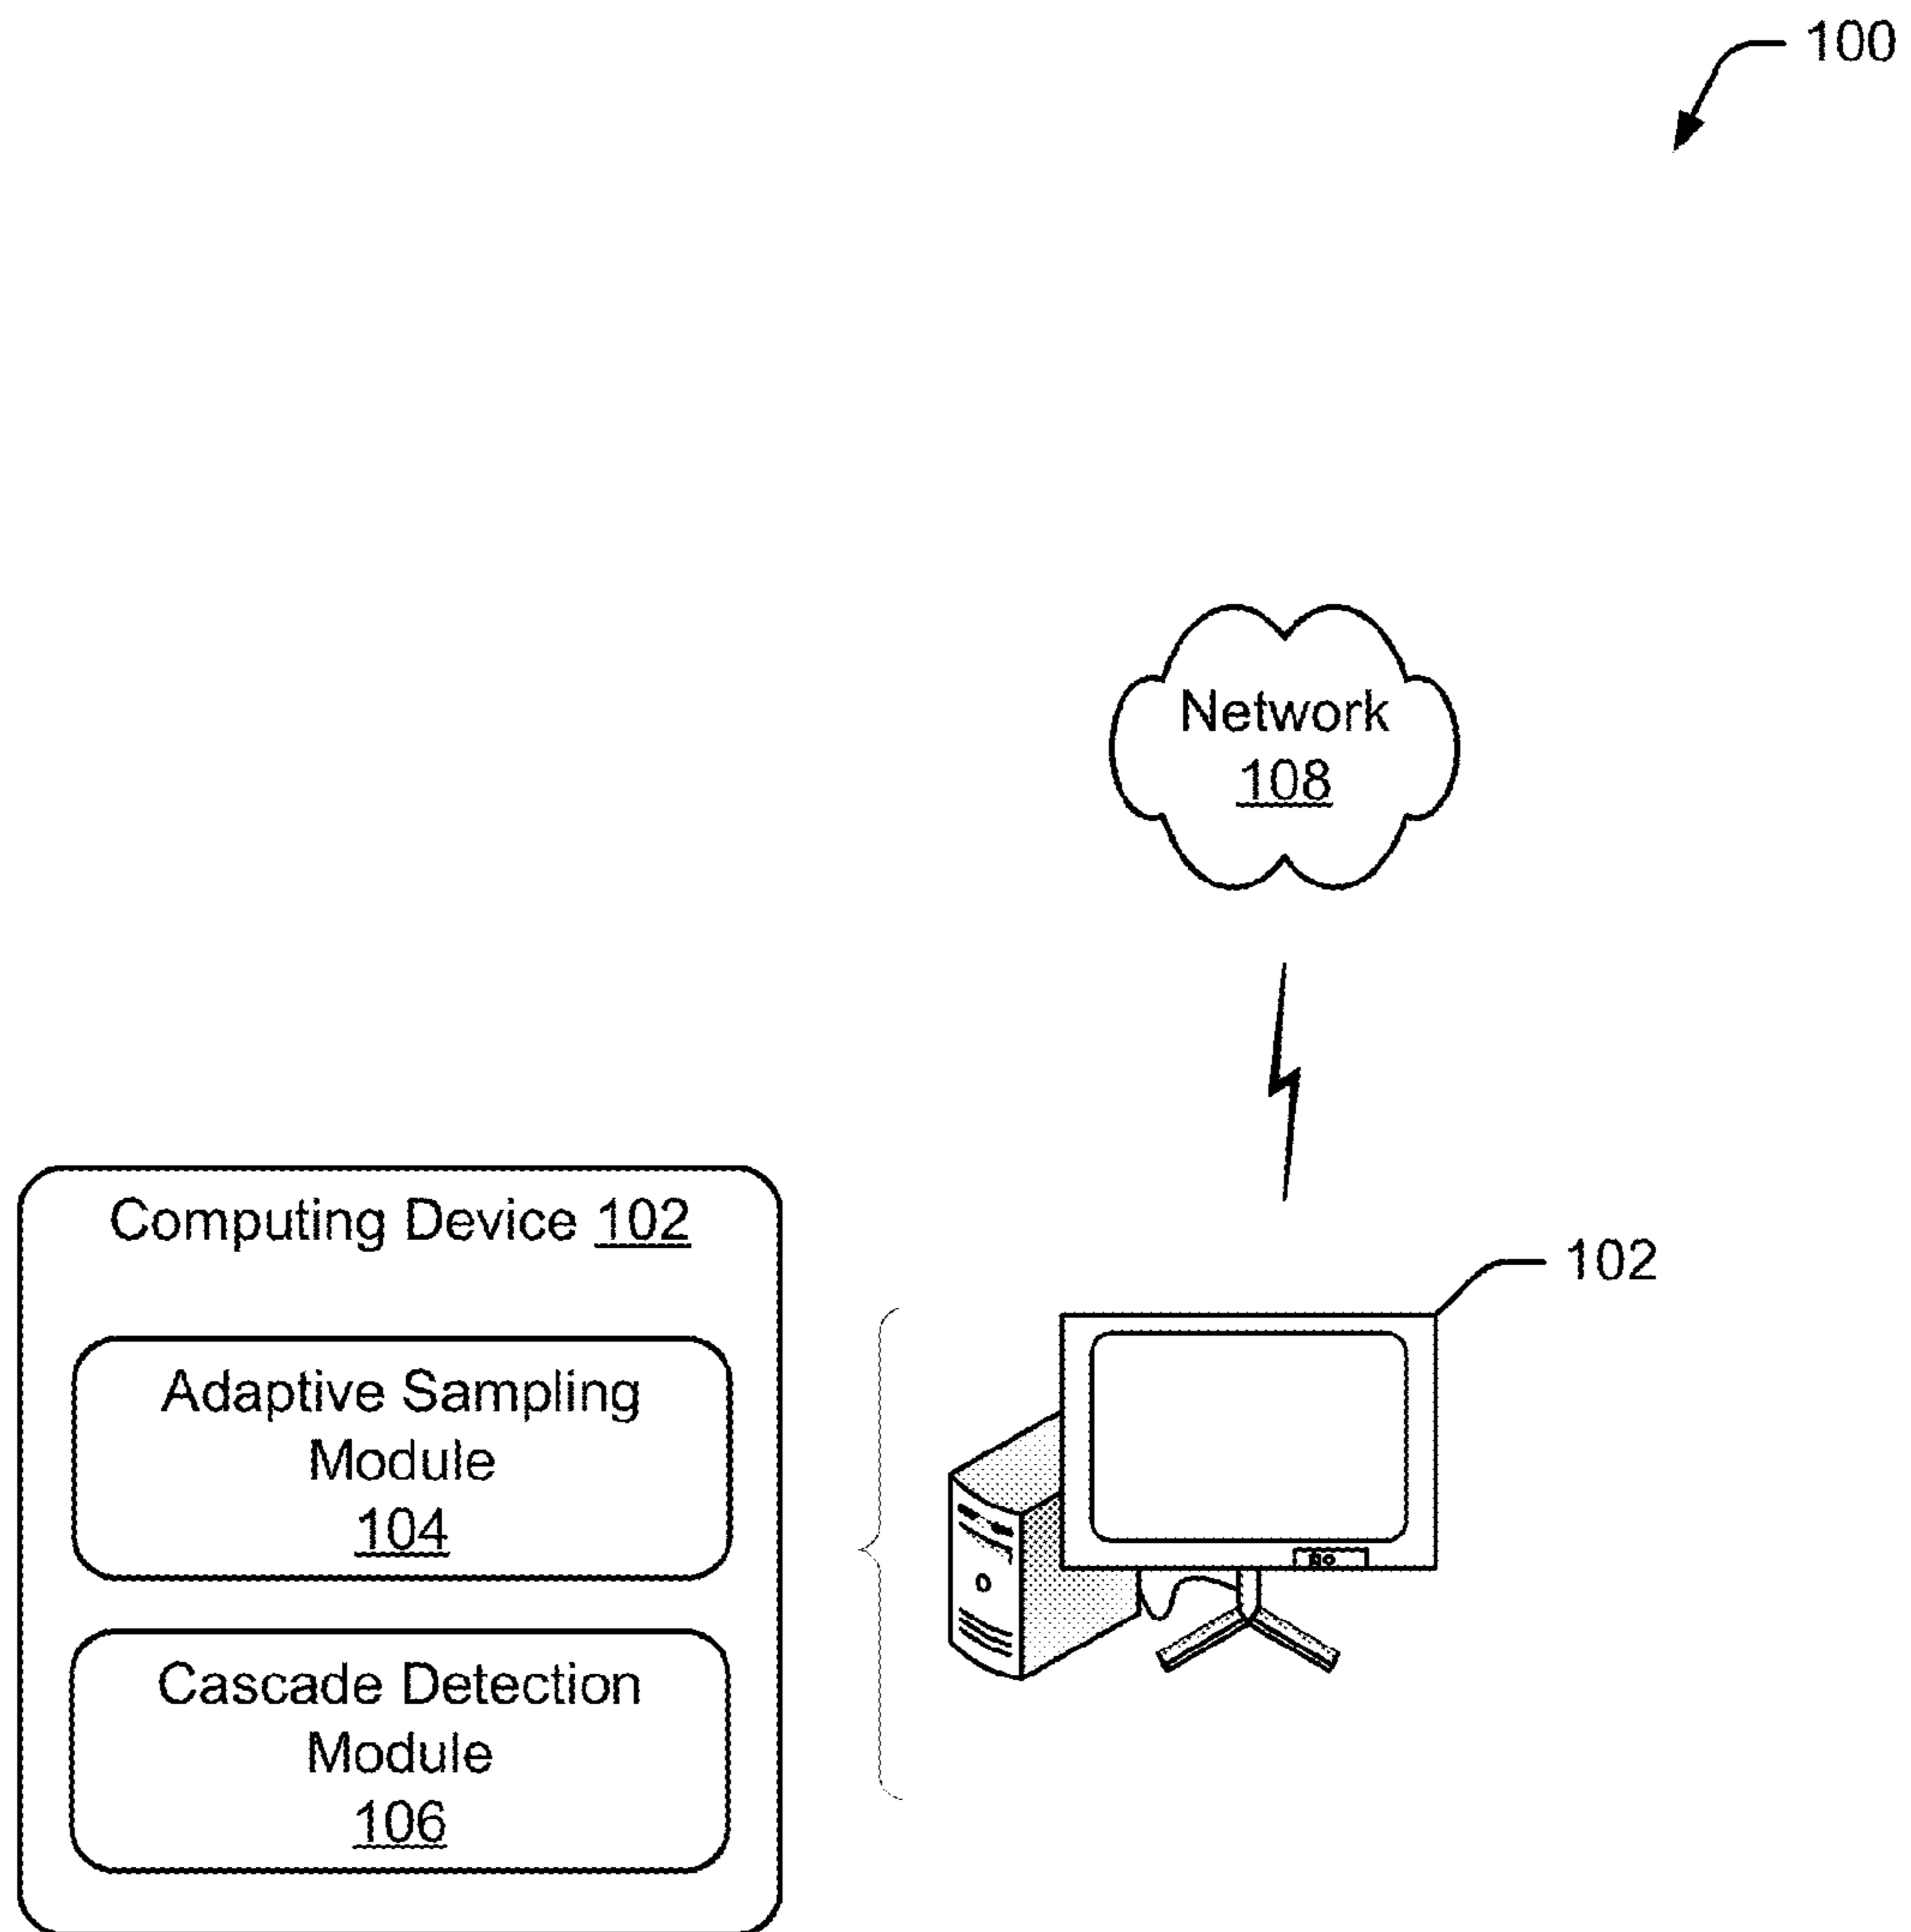 100
Network
108
Computing Device 102
102
Adaptive Sampling
Module
104
Cascade Detection
Module
106